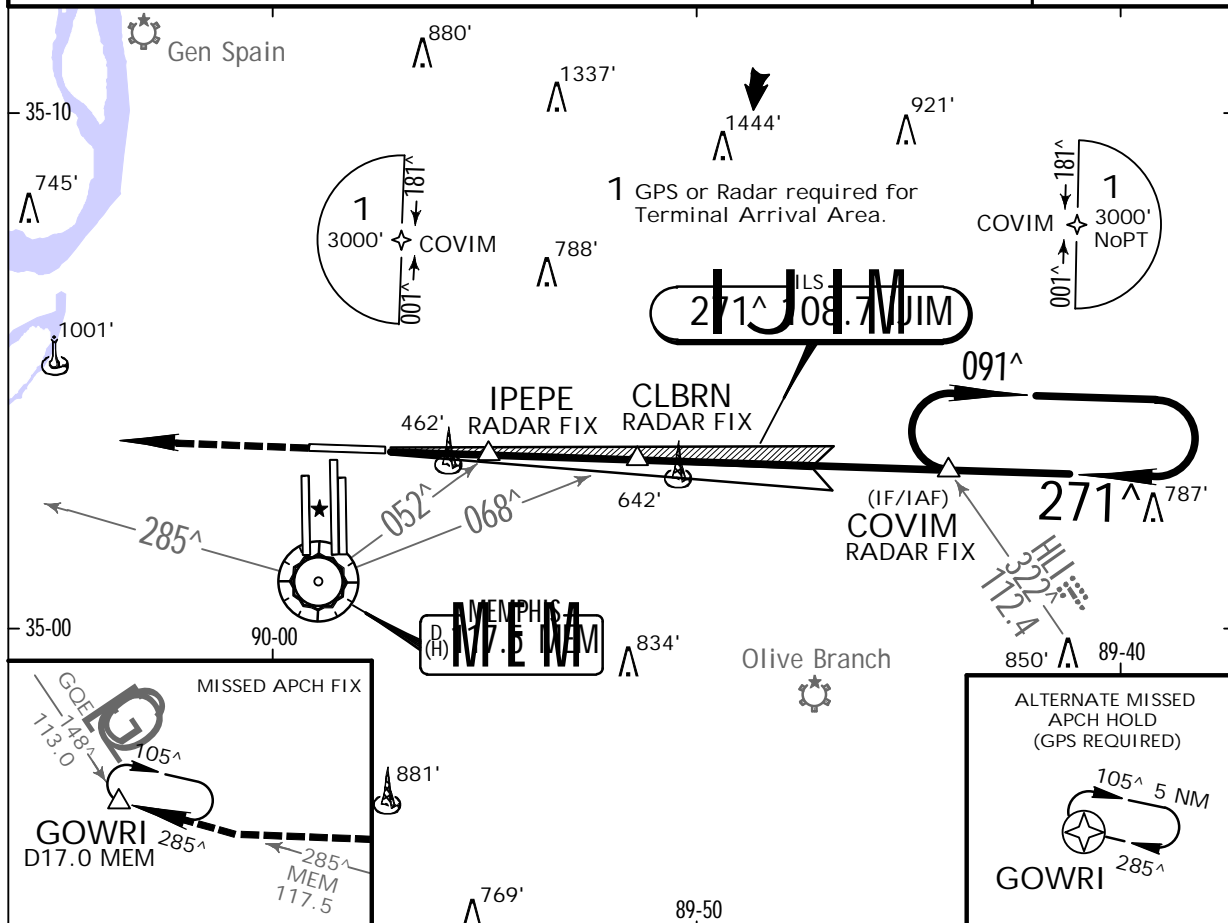 Gen Spain
880'
1337'
35-10
1444'
921'
745'
1 GPS or Radar required for
Terminal Arrival Area.
181^
1
3000'
COVIM
001^
181^
1
3000'
NoPT
COVIM
001^
788'
ILS
271^ 108.7 IJIM
I J I M
1001'
091^
IPEPE
RADAR FIX
CLBRN
RADAR FIX
462'
642'
(IF/IAF)
COVIM
RADAR FIX
271^
787'
052^
068^
285^
HLI
322^
112.4
MEMPHIS
D
(H)
117.5 MEM
M E M
35-00
90-00
834'
Olive Branch
850'
89-40
MISSED APCH FIX
GQE
148^
113.0
105^
GOWRI
D17.0 MEM
285^
285^
MEM
117.5
881'
769'
89-50
ALTERNATE MISSED
APCH HOLD
(GPS REQUIRED)
105^ 5 NM
285^
GOWRI